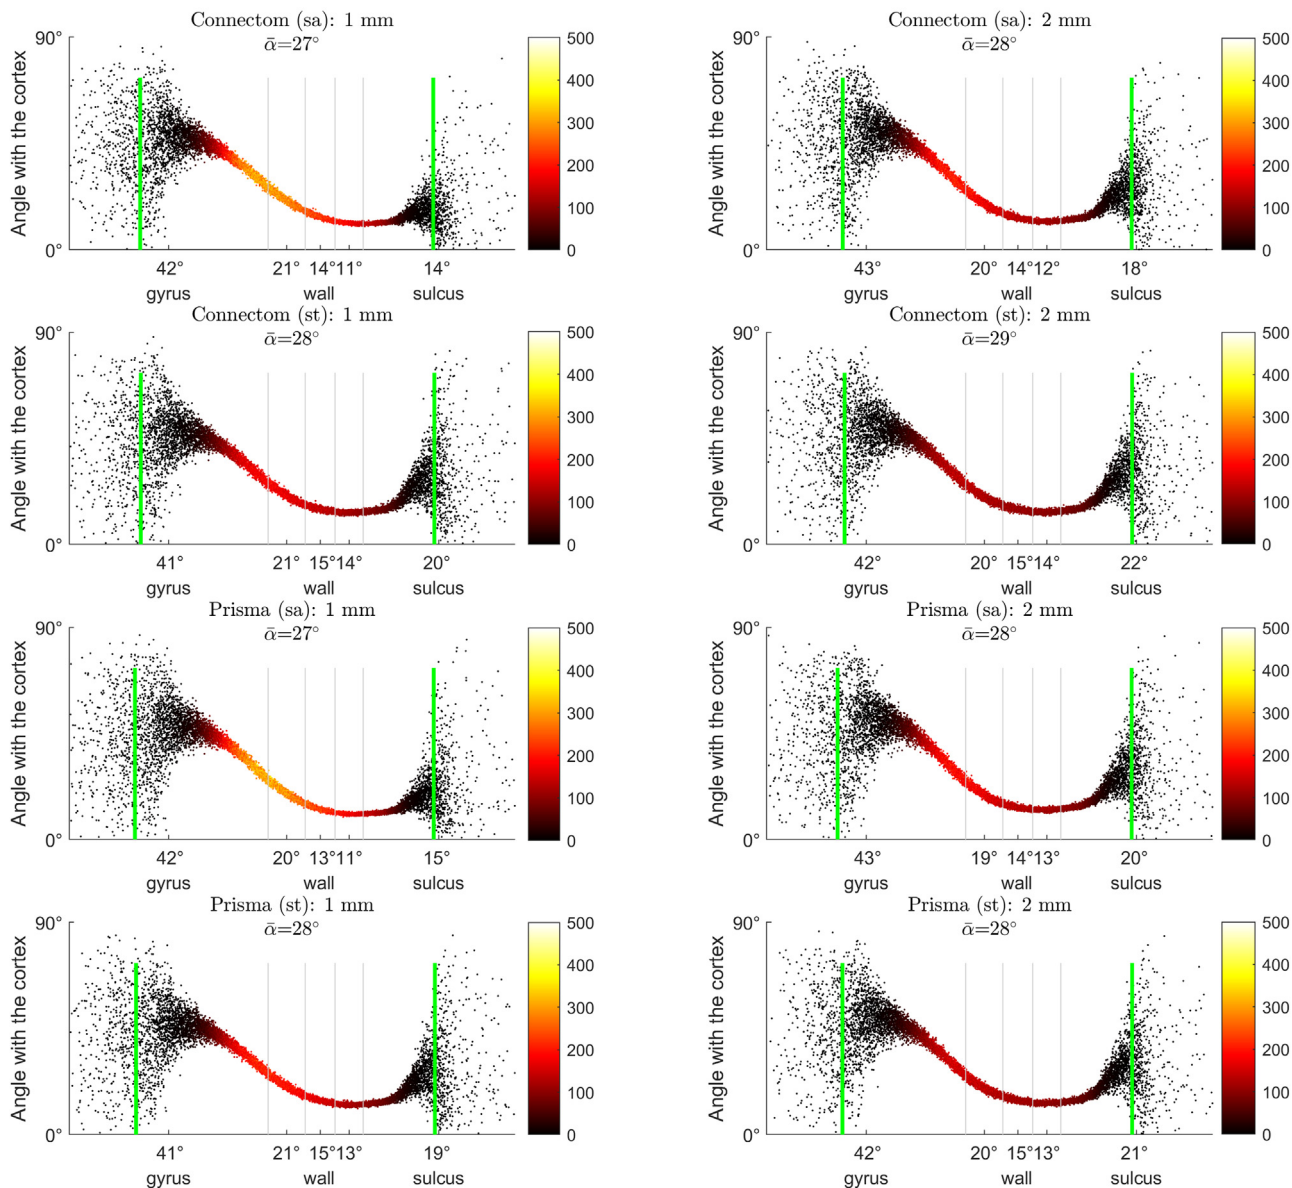 Connectom (sa): 1 mm
ᾱ=27°
Angle with the cortex
90°
0°
42° 21° 14° 11° 14°
gyrus wall sulcus
500
400
300
200
100
0
Connectom (sa): 2 mm
ᾱ=28°
Angle with the cortex
90°
0°
43° 20° 14° 12° 18°
gyrus wall sulcus
500
400
300
200
100
0
Connectom (st): 1 mm
ᾱ=28°
Angle with the cortex
90°
0°
41° 21° 15° 14° 20°
gyrus wall sulcus
500
400
300
200
100
0
Connectom (st): 2 mm
ᾱ=29°
Angle with the cortex
90°
0°
42° 20° 15° 14° 22°
gyrus wall sulcus
500
400
300
200
100
0
Prisma (sa): 1 mm
ᾱ=27°
Angle with the cortex
90°
0°
42° 20° 13° 11° 15°
gyrus wall sulcus
500
400
300
200
100
0
Prisma (sa): 2 mm
ᾱ=28°
Angle with the cortex
90°
0°
43° 19° 14° 13° 20°
gyrus wall sulcus
500
400
300
200
100
0
Prisma (st): 1 mm
ᾱ=28°
Angle with the cortex
90°
0°
41° 21° 15° 13° 19°
gyrus wall sulcus
500
400
300
200
100
0
Prisma (st): 2 mm
ᾱ=28°
Angle with the cortex
90°
0°
42° 20° 15° 13° 21°
gyrus wall sulcus
500
400
300
200
100
0